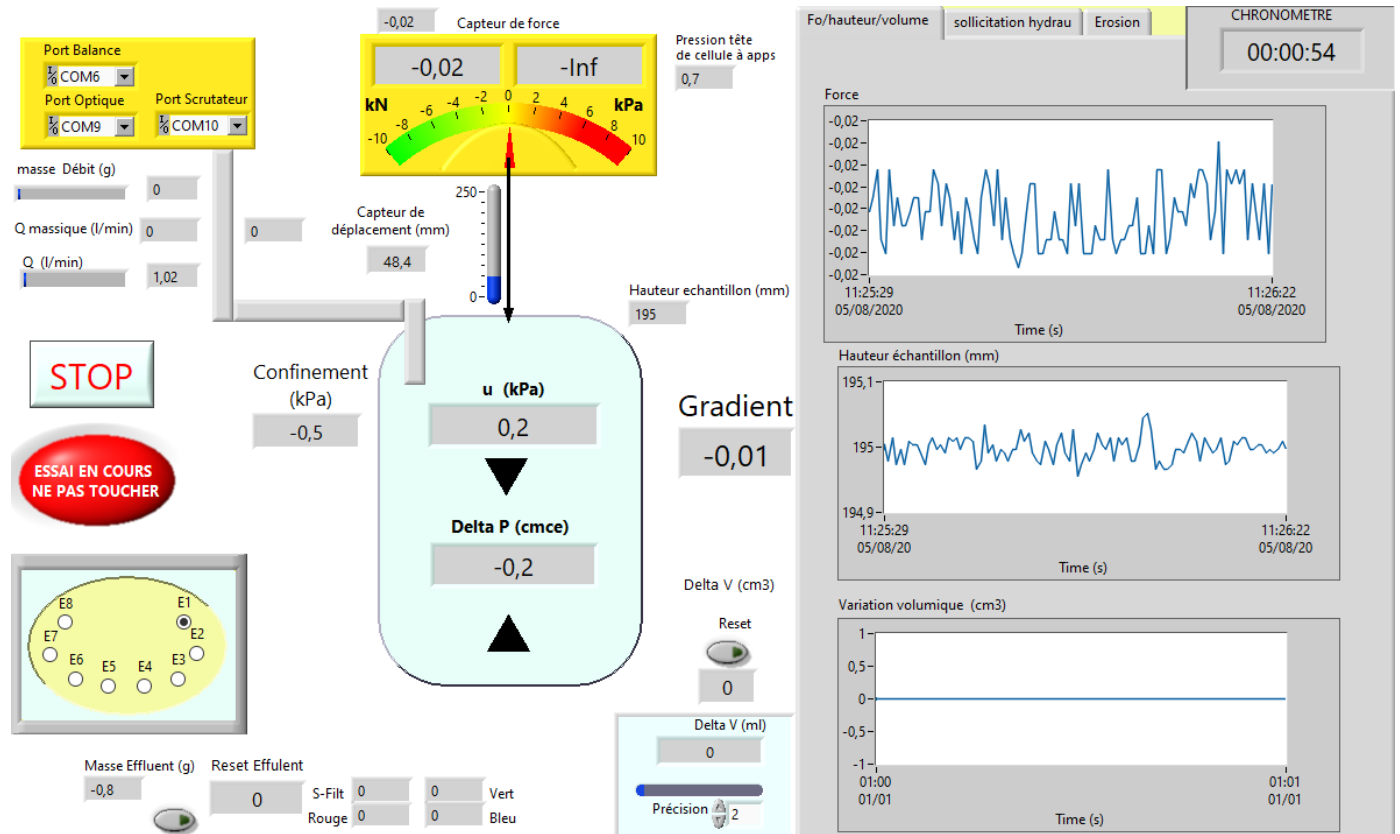 -0,02
Capteur de force
Port Balance
COM6
Port Optique
Port Scrutateur
COM9
COM10
-0,02
-Inf
kN
kPa
-10
-8
-6
-4
-2
0
2
4
6
8
10
Pression tête
de cellule à apps
0,7
masse Débit (g)
0
Q massique (l/min)
0
0
Q (l/min)
1,02
Capteur de
déplacement (mm)
48,4
250
0
Hauteur echantillon (mm)
195
STOP
Confinement
(kPa)
-0,5
u (kPa)
0,2
Gradient
-0,01
ESSAI EN COURS
NE PAS TOUCHER
Delta P (cmce)
-0,2
E8
E1
E7
E2
E6
E5
E4
E3
Delta V (cm3)
Reset
0
Delta V (ml)
0
Précision
2
Masse Effluent (g)
-0,8
Reset Effulent
0
S-Filt
0
0
Vert
Rouge
0
0
Bleu
Fo/hauteur/volume
sollicitation hydrau
Erosion
CHRONOMETRE
00:00:54
Force
-0,02
-0,02
-0,02
-0,02
-0,02
-0,02
-0,02
-0,02
11:25:29
05/08/2020
11:26:22
05/08/2020
Time (s)
Hauteur échantillon (mm)
195,1
195
194,9
11:25:29
05/08/20
11:26:22
05/08/20
Time (s)
Variation volumique (cm3)
1
0,5
0
-0,5
-1
01:00
01/01
01:01
01/01
Time (s)